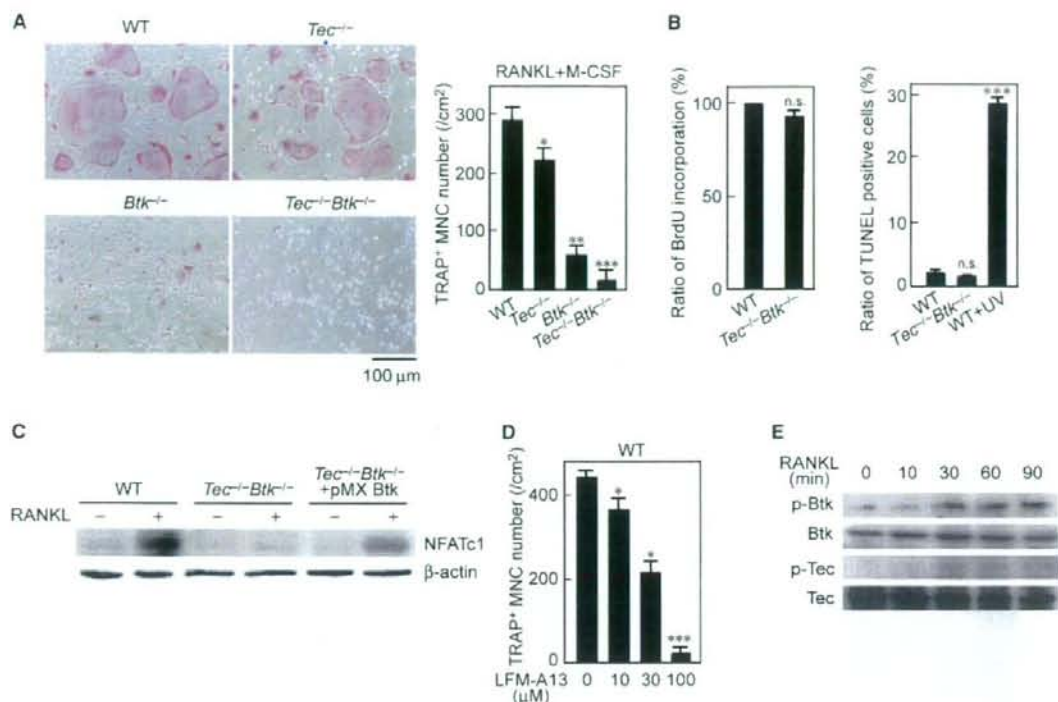 A
WT
Tec–/–
Btk–/–
Tec–/–Btk–/–
100 µm
RANKL+M-CSF
TRAP+ MNC number (/cm2)
300
200
100
0
*
**
***
WT
Tec–/–
Btk–/–
Tec–/–Btk–/–
B
Ratio of BrdU incorporation (%)
100
50
0
n.s.
WT
Tec–/–Btk–/–
Ratio of TUNEL positive cells (%)
30
20
10
0
n.s.
***
WT
Tec–/–Btk–/–
WT+UV
C
WT
Tec–/–Btk–/–
Tec–/–Btk–/–
+pMX Btk
RANKL – + – + – +
NFATc1
β-actin
D
WT
TRAP+ MNC number (/cm2)
400
200
0
*
*
***
LFM-A13 0 10 30 100
(µM)
E
RANKL 0 10 30 60 90
(min)
p-Btk
Btk
p-Tec
Tec